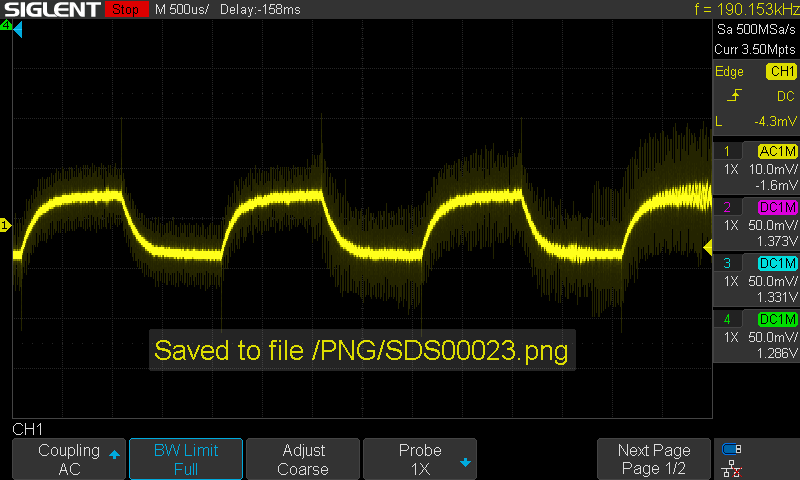 SIGLENT Stop M 500us/ Delay:-158ms f = 190.153kHz
Sa 500MSa/s
Curr 3.50Mpts
Edge CH1
DC
L -4.3mV
1 AC1M
1X 10.0mV/
-1.6mV
2 DC1M
1X 50.0mV/
1.373V
3 DC1M
1X 50.0mV/
1.331V
4 DC1M
1X 50.0mV/
1.286V
4
1
Saved to file /PNG/SDS00023.png
CH1
Coupling
AC
BW Limit
Full
Adjust
Coarse
Probe
1X
Next Page
Page 1/2